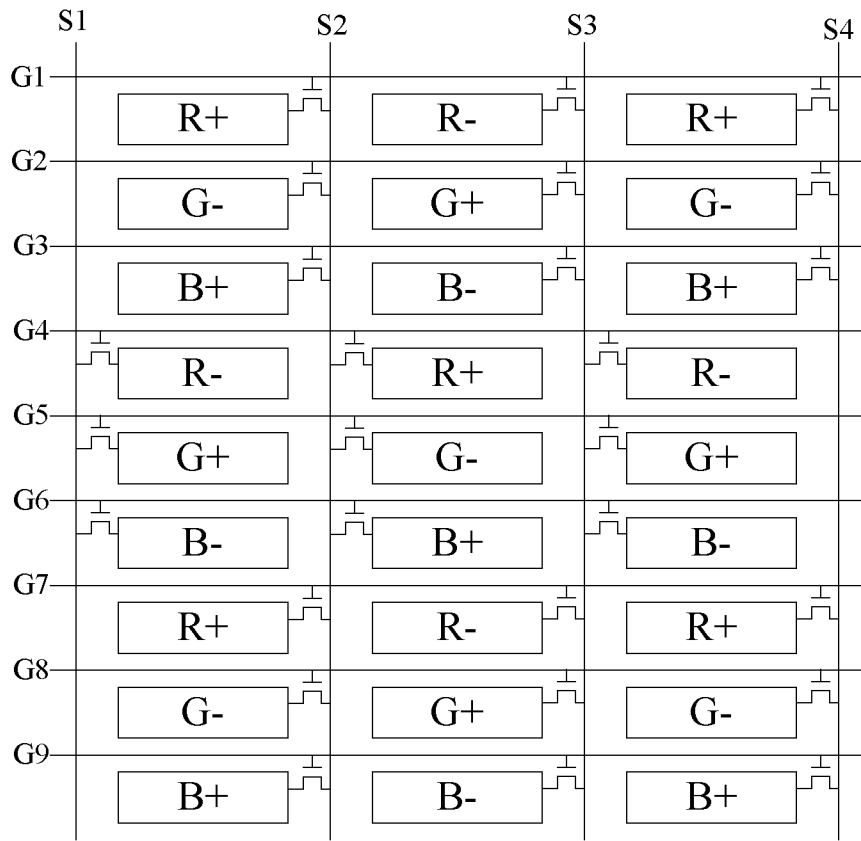 S1 S2 S3 S4
G1
R+ R- R+
G2
G- G+ G-
G3
B+ B- B+
G4
R- R+ R-
G5
G+ G- G+
G6
B- B+ B-
G7
R+ R- R+
G8
G- G+ G-
G9
B+ B- B+